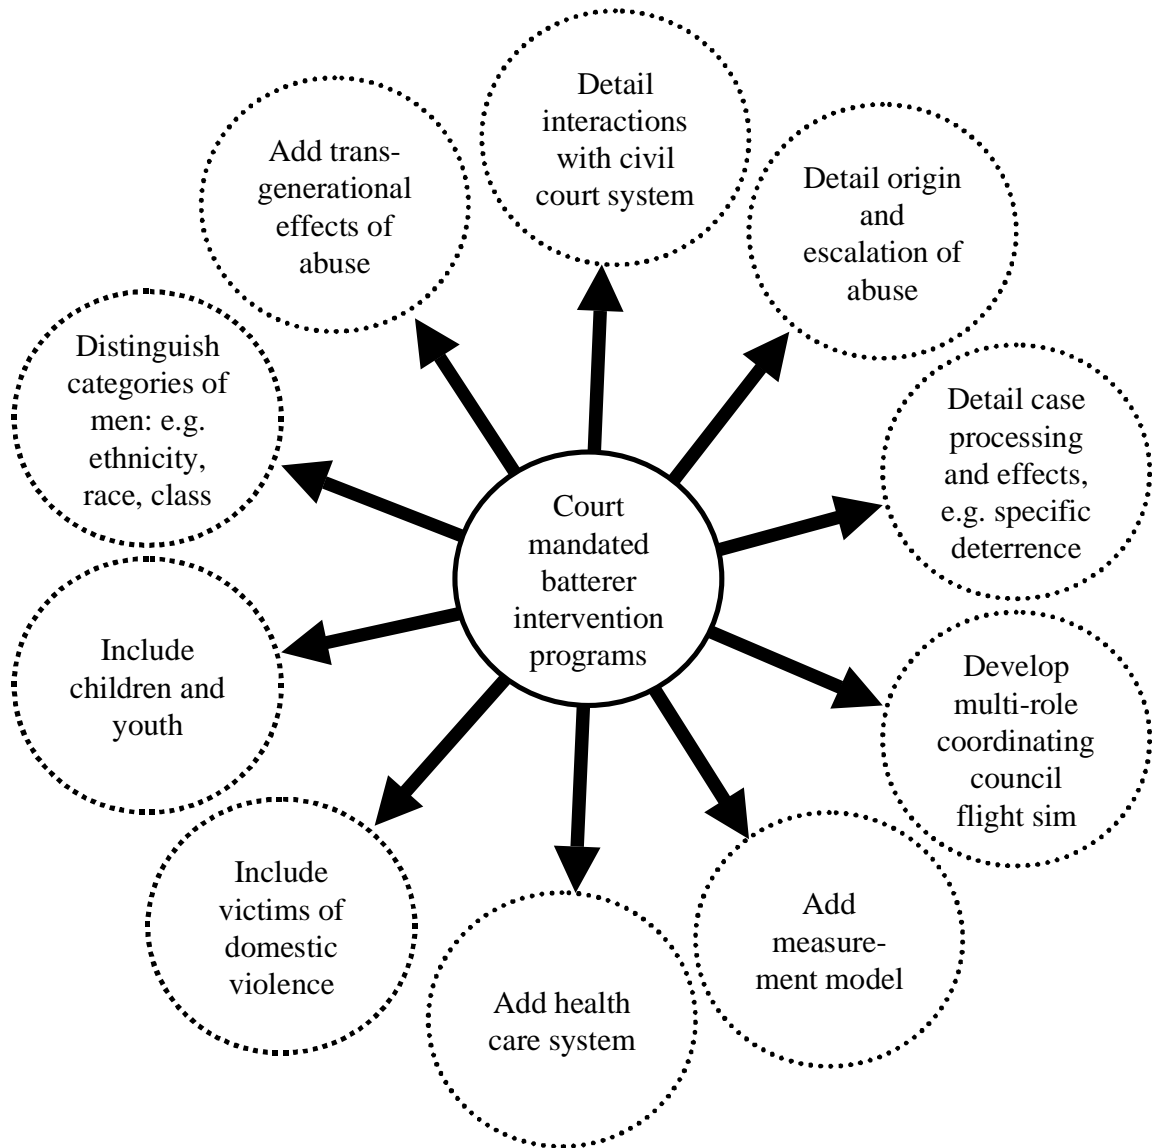 Detail
interactions
with civil
court system
Detail origin
and
escalation of
abuse
Detail case
processing
and effects,
e.g. specific
deterrence
Develop
multi-role
coordinating
council
flight sim
Add
measure-
ment model
Add health
care system
Include
victims of
domestic
violence
Include
children and
youth
Distinguish
categories of
men: e.g.
ethnicity,
race, class
Add trans-
generational
effects of
abuse
Court
mandated
batterer
intervention
programs